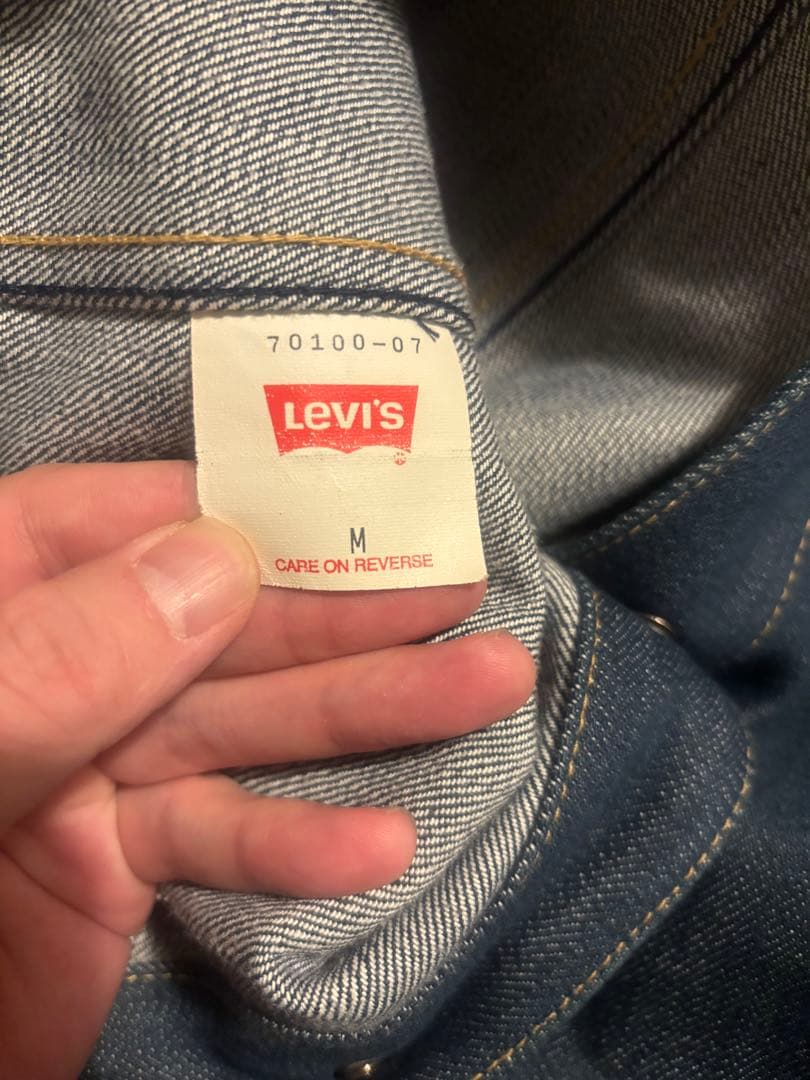 70100-07
Levi's
®
M
CARE ON REVERSE